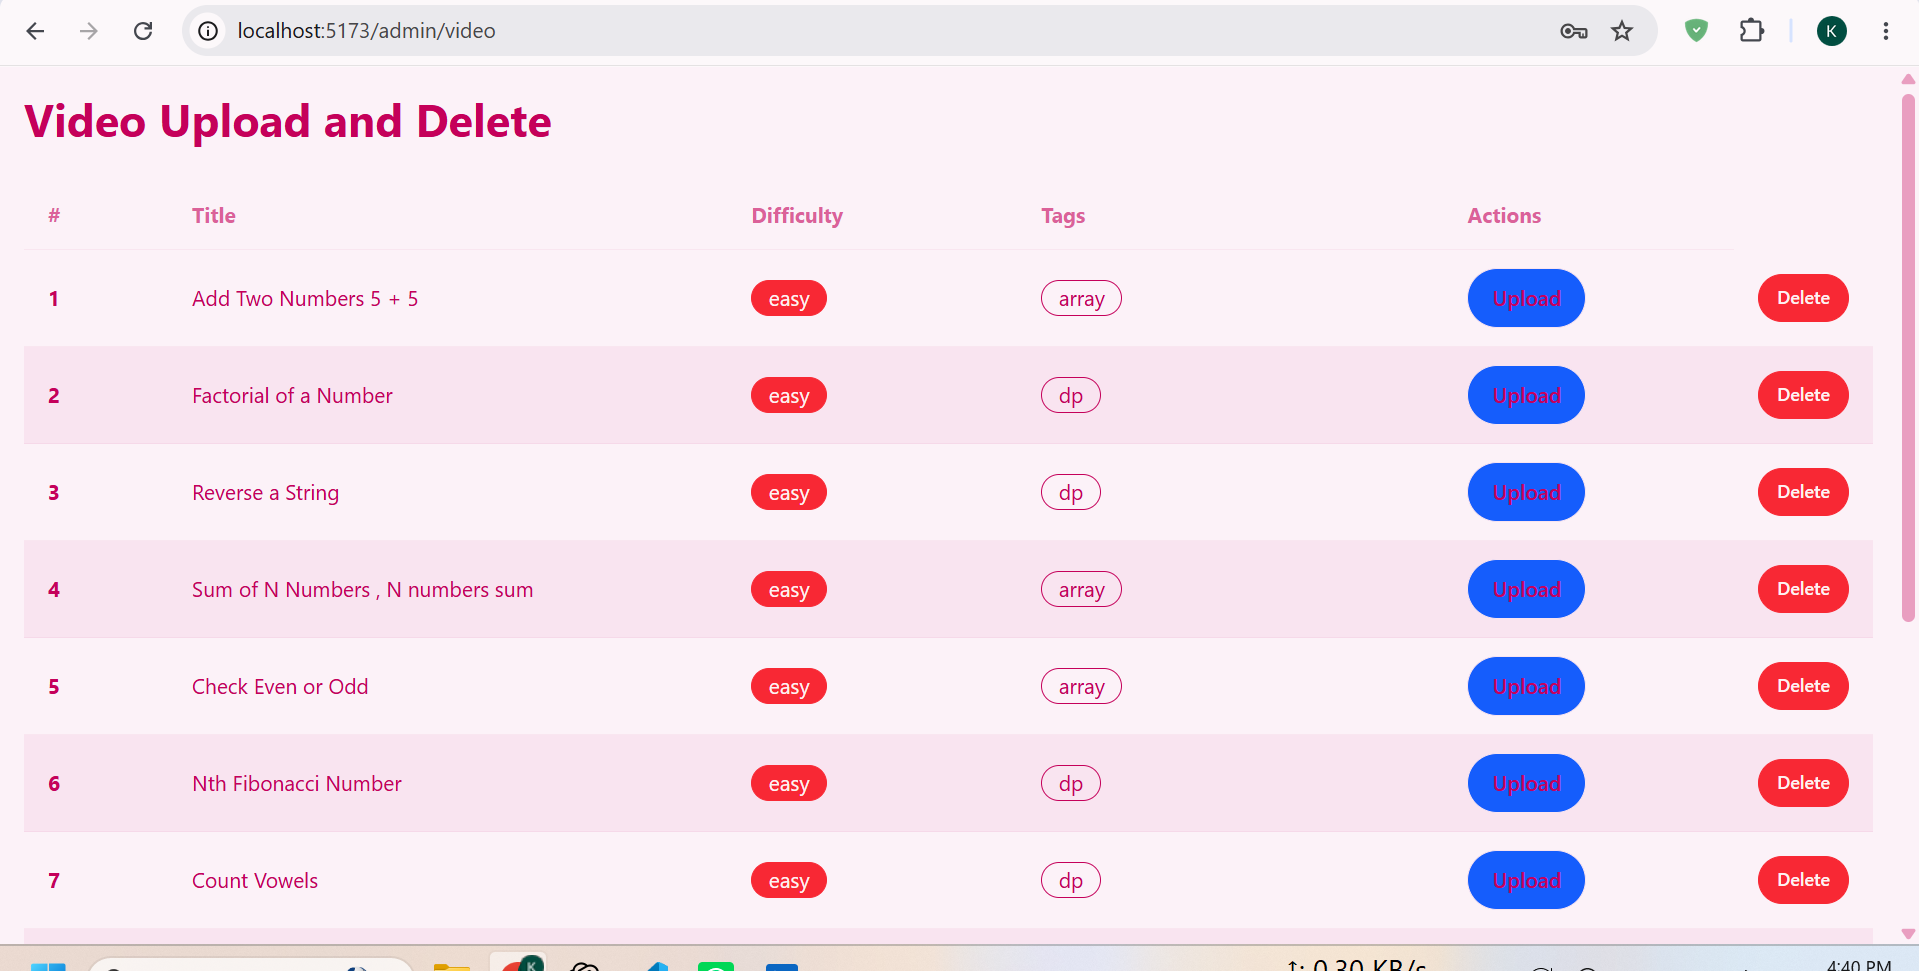 localhost:5173/admin/video
K
Video Upload and Delete
# Title Difficulty Tags Actions
1 Add Two Numbers 5 + 5 easy array Upload Delete
2 Factorial of a Number easy dp Upload Delete
3 Reverse a String easy dp Upload Delete
4 Sum of N Numbers , N numbers sum easy array Upload Delete
5 Check Even or Odd easy array Upload Delete
6 Nth Fibonacci Number easy dp Upload Delete
7 Count Vowels easy dp Upload Delete
K ↑: 0.30 KB/s 4:40 PM